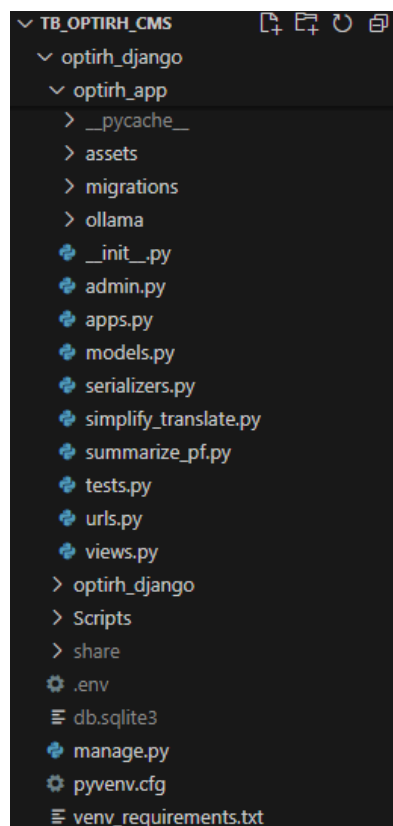 TB_OPTIRH_CMS
optirh_django
optirh_app
__pycache__
assets
migrations
ollama
__init__.py
admin.py
apps.py
models.py
serializers.py
simplify_translate.py
summarize_pf.py
tests.py
urls.py
views.py
optirh_django
Scripts
share
.env
db.sqlite3
manage.py
pyvenv.cfg
venv_requirements.txt